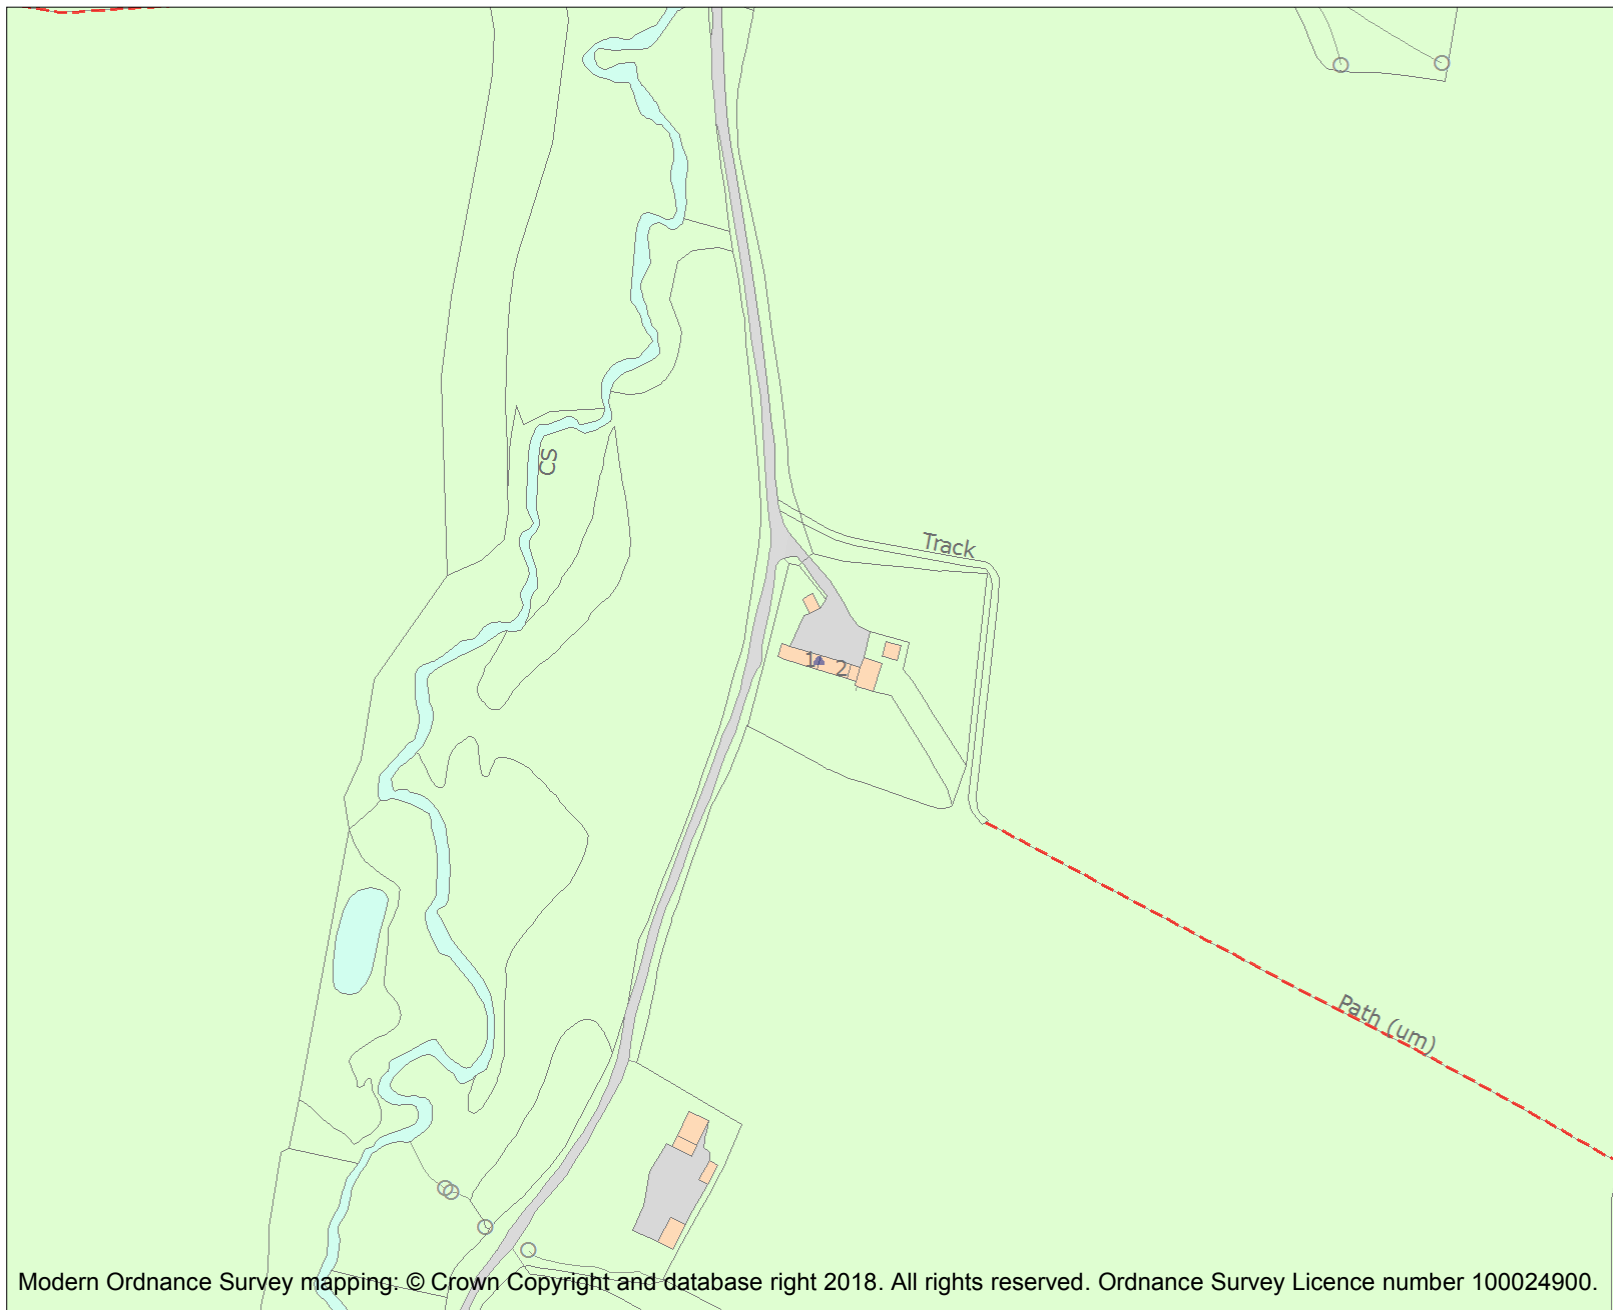 CS
Track
1
2
Path (um)
Modern Ordnance Survey mapping: © Crown Copyright and database right 2018. All rights reserved. Ordnance Survey Licence number 100024900.